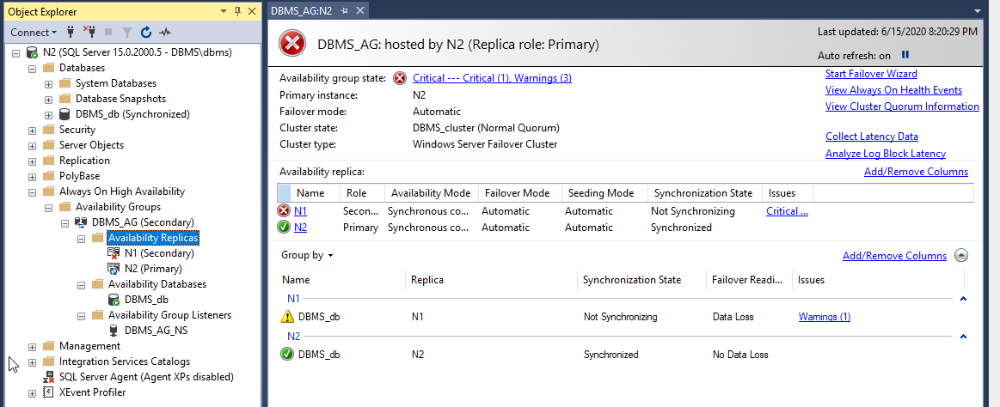 Object Explorer
Connect
N2 (SQL Server 15.0.2000.5 - DBMS\dbms)
Databases
System Databases
Database Snapshots
DBMS_db (Synchronized)
Security
Server Objects
Replication
PolyBase
Always On High Availability
Availability Groups
DBMS_AG (Secondary)
Availability Replicas
N1 (Secondary)
N2 (Primary)
Availability Databases
DBMS_db
Availability Group Listeners
DBMS_AG_NS
Management
Integration Services Catalogs
SQL Server Agent (Agent XPs disabled)
XEvent Profiler
DBMS_AG:N2
DBMS_AG: hosted by N2 (Replica role: Primary)
Last updated: 6/15/2020 8:20:29 PM
Auto refresh: on
Availability group state: Critical --- Critical (1), Warnings (3)
Primary instance: N2
Failover mode: Automatic
Cluster state: DBMS_cluster (Normal Quorum)
Cluster type: Windows Server Failover Cluster
Start Failover Wizard
View Always On Health Events
View Cluster Quorum Information
Collect Latency Data
Analyze Log Block Latency
Availability replica: Add/Remove Columns
Name Role Availability Mode Failover Mode Seeding Mode Synchronization State Issues
N1 Secon... Synchronous co... Automatic Automatic Not Synchronizing Critical ...
N2 Primary Synchronous co... Automatic Automatic Synchronized
Group by Add/Remove Columns
Name Replica Synchronization State Failover Readi... Issues
N1
DBMS_db N1 Not Synchronizing Data Loss Warnings (1)
N2
DBMS_db N2 Synchronized No Data Loss